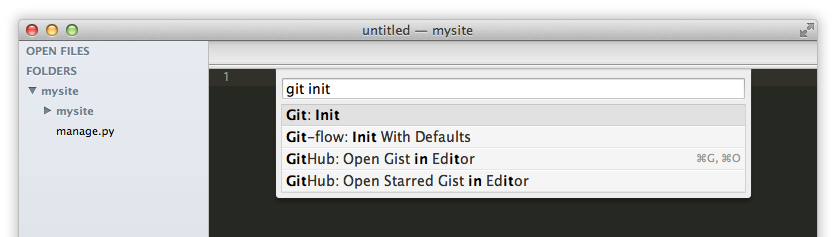 untitled — mysite
OPEN FILES
FOLDERS
mysite
mysite
manage.py
1
git init
Git: Init
Git-flow: Init With Defaults
GitHub: Open Gist in Editor ⌘G, ⌘O
GitHub: Open Starred Gist in Editor